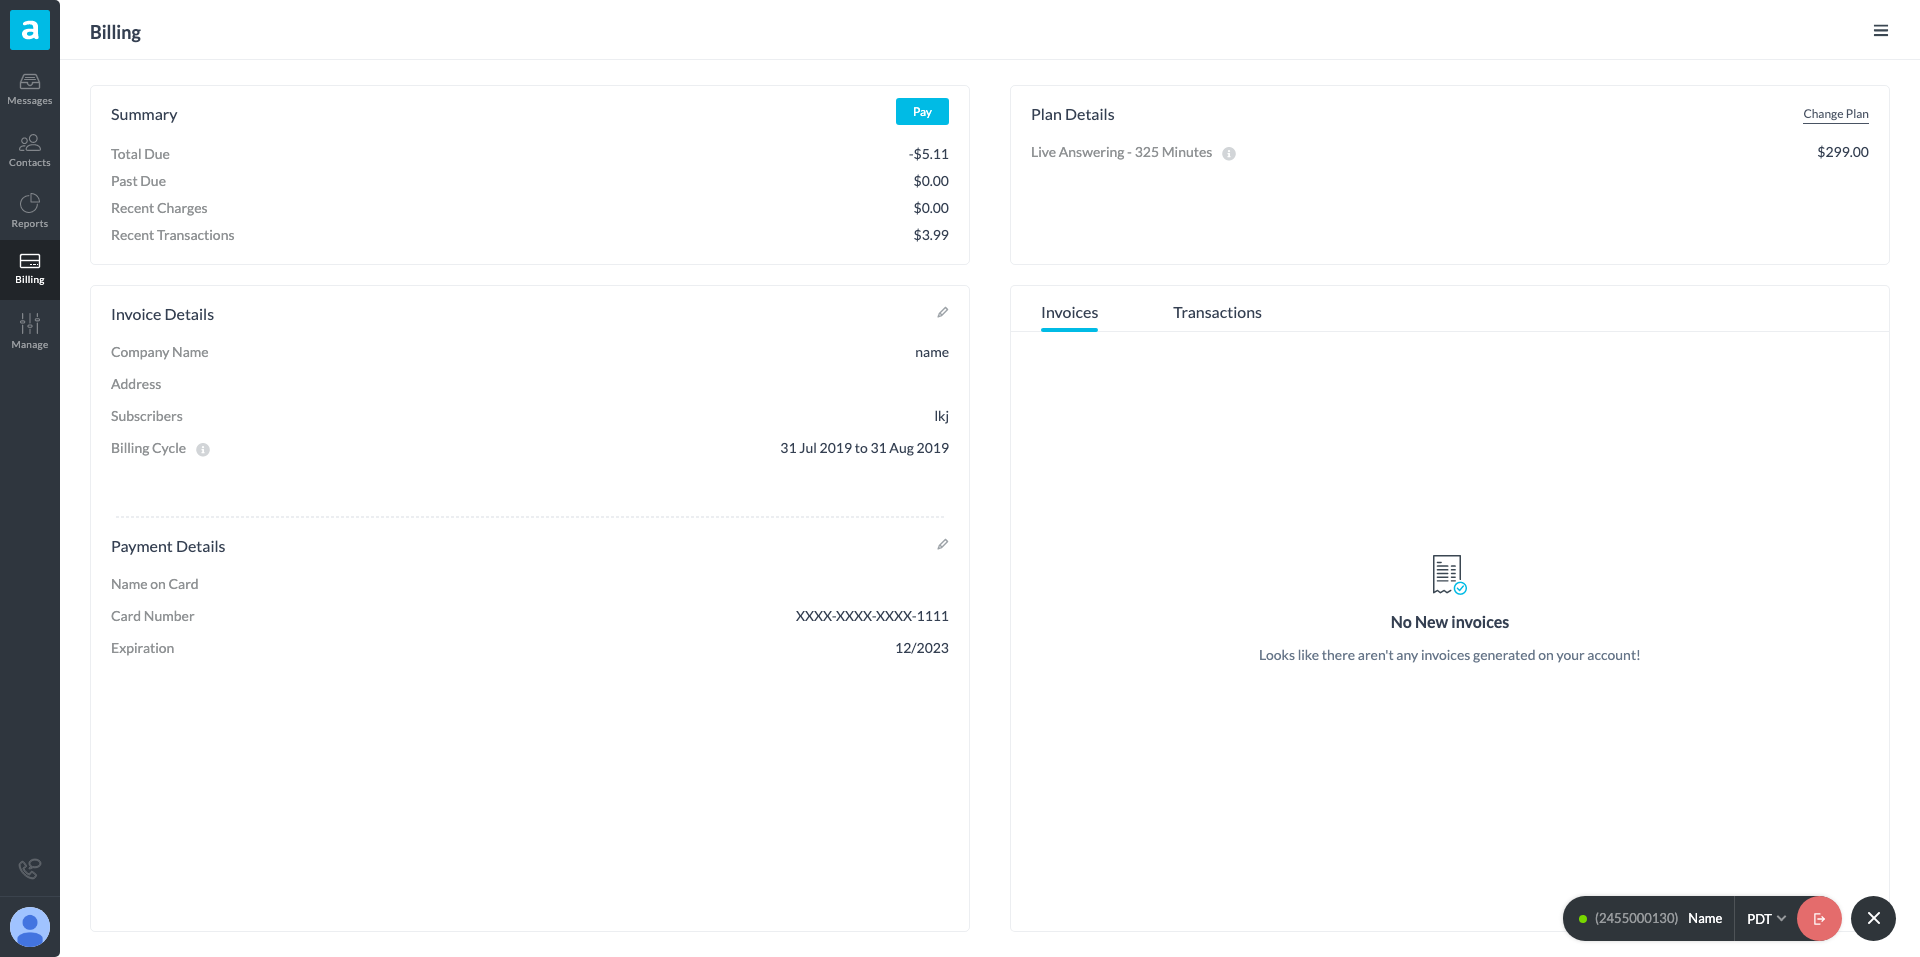 a
Messages
Contacts
Reports
Billing
Manage
Billing
Summary
Pay
Total Due -$5.11
Past Due $0.00
Recent Charges $0.00
Recent Transactions $3.99
Plan Details
Change Plan
Live Answering - 325 Minutes $299.00
Invoice Details
Company Name name
Address
Subscribers lkj
Billing Cycle 31 Jul 2019 to 31 Aug 2019
Payment Details
Name on Card
Card Number XXXX-XXXX-XXXX-1111
Expiration 12/2023
Invoices Transactions
No New invoices
Looks like there aren't any invoices generated on your account!
(2455000130) Name PDT